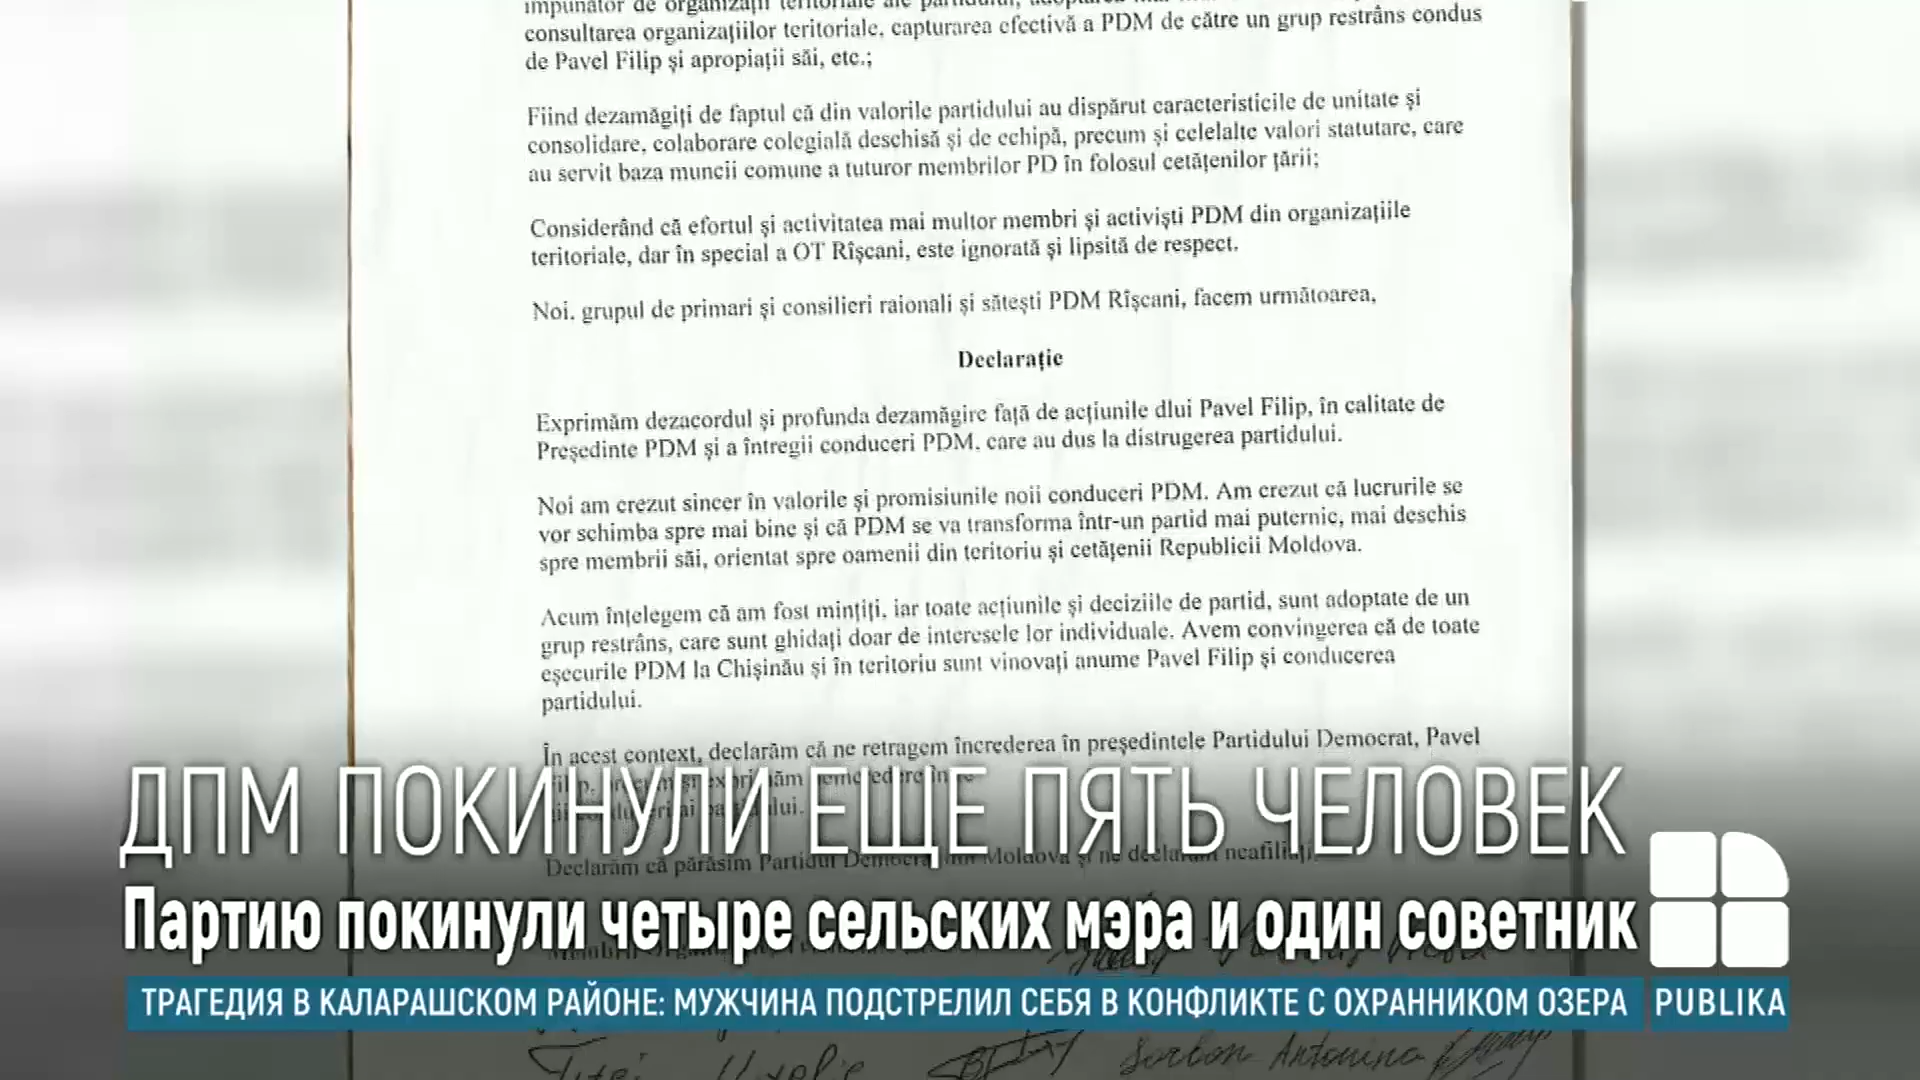 impunător de organizații teritoriale ale partidului, adoptarea
consultarea organizațiilor teritoriale, capturarea efectivă a PDM de către un grup restrâns condus
de Pavel Filip și apropiații săi, etc.;
Fiind dezamăgiți de faptul că din valorile partidului au dispărut caracteristicile de unitate și
consolidare, colaborare colegială deschisă și de echipă, precum și celelalte valori statutare, care
au servit baza muncii comune a tuturor membrilor PD în folosul cetățenilor țării;
Considerând că efortul și activitatea mai multor membri și activiști PDM din organizațiile
teritoriale, dar în special a OT Rîșcani, este ignorată și lipsită de respect.
Noi, grupul de primari și consilieri raionali și sătești PDM Rîșcani, facem următoarea,
Declarație
Exprimăm dezacordul și profunda dezamăgire față de acțiunile dlui Pavel Filip, în calitate de
Președinte PDM și a întregii conduceri PDM, care au dus la distrugerea partidului.
Noi am crezut sincer în valorile și promisiunile noii conduceri PDM. Am crezut că lucrurile se
vor schimba spre mai bine și că PDM se va transforma într-un partid mai puternic, mai deschis
spre membrii săi, orientat spre oamenii din teritoriu și cetățenii Republicii Moldova.
Acum înțelegem că am fost mințiți, iar toate acțiunile și deciziile de partid, sunt adoptate de un
grup restrâns, care sunt ghidați doar de interesele lor individuale. Avem convingerea că de toate
eșecurile PDM la Chișinău și în teritoriu sunt vinovați anume Pavel Filip și conducerea
partidului.
În acest context, declarăm că ne retragem încrederea în președintele Partidului Democrat, Pavel
ДПМ ПОКИНУЛИ ЕЩЕ ПЯТЬ ЧЕЛОВЕК
Declarăm că părăsim Partidul Democrat din Moldova și ne declarăm neafiliați.
Партию покинули четыре сельских мэра и один советник
ТРАГЕДИЯ В КАЛАРАШСКОМ РАЙОНЕ: МУЖЧИНА ПОДСТРЕЛИЛ СЕБЯ В КОНФЛИКТЕ С ОХРАННИКОМ ОЗЕРА
PUBLIKA
Sorbon Antonina